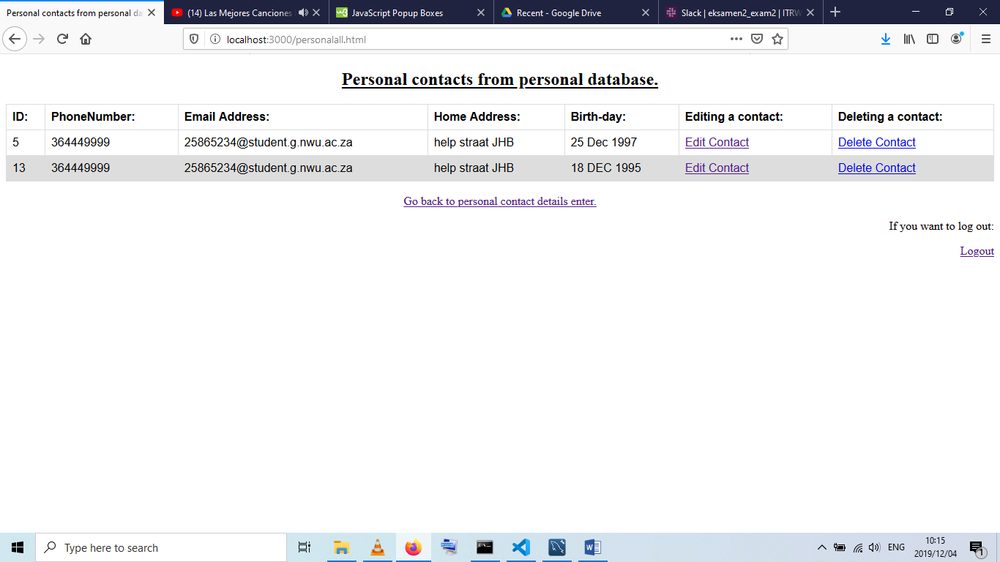 Personal contacts from personal da
(14) Las Mejores Canciones
JavaScript Popup Boxes
Recent - Google Drive
Slack | eksamen2_exam2 | ITRW
localhost:3000/personalall.html
Personal contacts from personal database.
ID: PhoneNumber: Email Address: Home Address: Birth-day: Editing a contact: Deleting a contact:
5 364449999 25865234@student.g.nwu.ac.za help straat JHB 25 Dec 1997 Edit Contact Delete Contact
13 364449999 25865234@student.g.nwu.ac.za help straat JHB 18 DEC 1995 Edit Contact Delete Contact
Go back to personal contact details enter.
If you want to log out:
Logout
Type here to search
ENG
10:15
2019/12/04
1